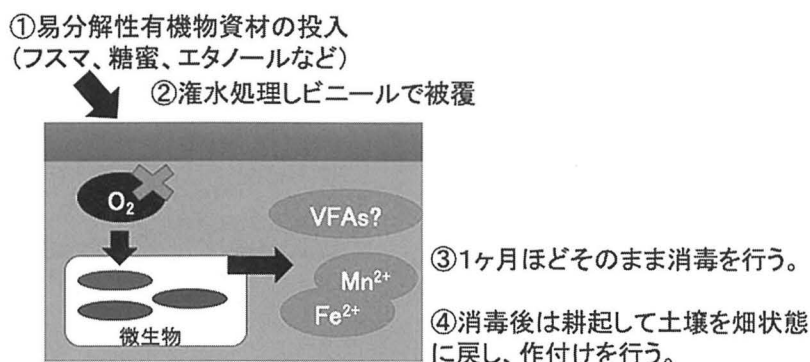 ①易分解性有機物資材の投入
(フスマ、糖蜜、エタノールなど)
②潅水処理しビニールで被覆
O₂
VFAs?
Mn²⁺
Fe²⁺
微生物
③1ヶ月ほどそのまま消毒を行う。
④消毒後は耕起して土壌を畑状態
に戻し、作付けを行う。